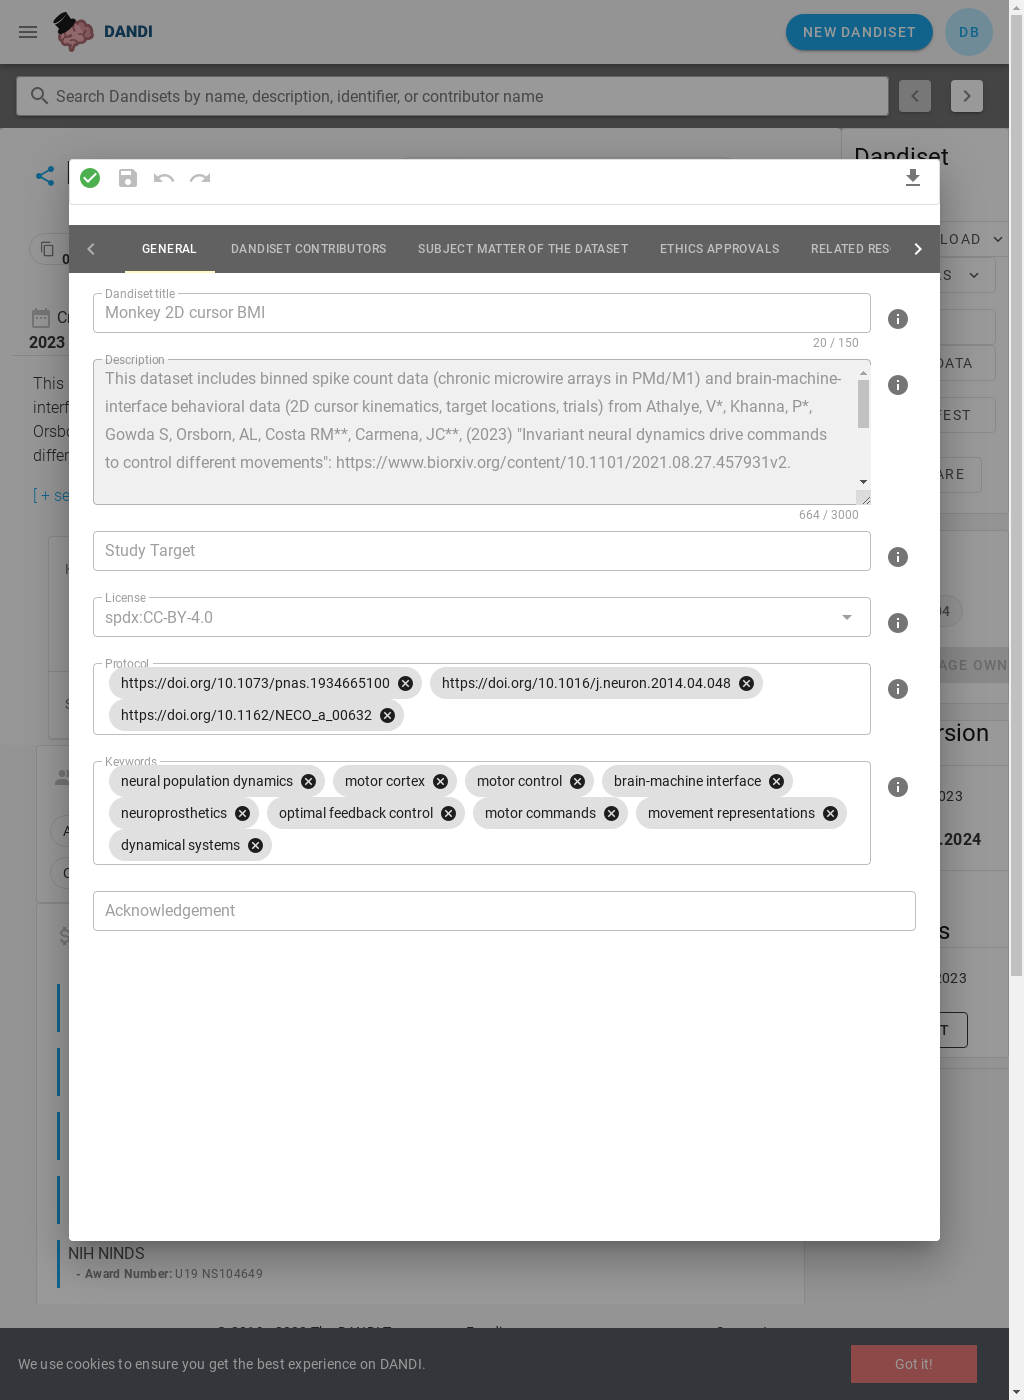 DANDI
NEW DANDISET
DB
Search Dandisets by name, description, identifier, or contributor name
Dandiset
GENERAL
DANDISET CONTRIBUTORS
SUBJECT MATTER OF THE DATASET
ETHICS APPROVALS
RELATED
LOAD
Dandiset title
Monkey 2D cursor BMI
20 / 150
2023
Description
This dataset includes binned spike count data (chronic microwire arrays in PMd/M1) and brain-machine-
interface behavioral data (2D cursor kinematics, target locations, trials) from Athalye, V*, Khanna, P*,
Gowda S, Orsborn, AL, Costa RM**, Carmena, JC**, (2023) "Invariant neural dynamics drive commands
to control different movements": https://www.biorxiv.org/content/10.1101/2021.08.27.457931v2.
664 / 3000
This
[ + se
DATA
Study Target
License
spdx:CC-BY-4.0
Protocol
https://doi.org/10.1073/pnas.1934665100
https://doi.org/10.1016/j.neuron.2014.04.048
https://doi.org/10.1162/NECO_a_00632
Keywords
neural population dynamics
motor cortex
motor control
brain-machine interface
neuroprosthetics
optimal feedback control
motor commands
movement representations
dynamical systems
Acknowledgement
AGE OWN
rsion
2024
2023
NIH NINDS
- Award Number: U19 NS104649
We use cookies to ensure you get the best experience on DANDI.
Got it!